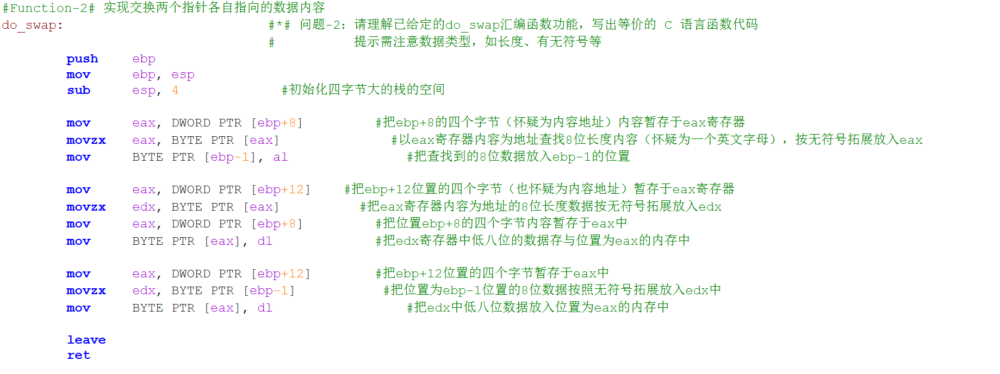 #Function-2# 实现交换两个指针各自指向的数据内容
do_swap: #*# 问题-2：请理解已给定的do_swap汇编函数功能，写出等价的 C 语言函数代码
# 提示需注意数据类型，如长度、有无符号等
push ebp
mov ebp, esp
sub esp, 4 #初始化四字节大的栈的空间
mov eax, DWORD PTR [ebp+8] #把ebp+8的四个字节（怀疑为内容地址）内容暂存于eax寄存器
movzx eax, BYTE PTR [eax] #以eax寄存器内容为地址查找8位长度内容（怀疑为一个英文字母），按无符号拓展放入eax
mov BYTE PTR [ebp-1], al #把查找到的8位数据放入ebp-1的位置
mov eax, DWORD PTR [ebp+12] #把ebp+12位置的四个字节（也怀疑为内容地址）暂存于eax寄存器
movzx edx, BYTE PTR [eax] #把eax寄存器内容为地址的8位长度数据按无符号拓展放入edx
mov eax, DWORD PTR [ebp+8] #把位置ebp+8的四个字节内容暂存于eax中
mov BYTE PTR [eax], dl #把edx寄存器中低八位的数据存与位置为eax的内存中
mov eax, DWORD PTR [ebp+12] #把ebp+12位置的四个字节暂存于eax中
movzx edx, BYTE PTR [ebp-1] #把位置为ebp-1位置的8位数据按照无符号拓展放入edx中
mov BYTE PTR [eax], dl #把edx中低八位数据放入位置为eax的内存中
leave
ret